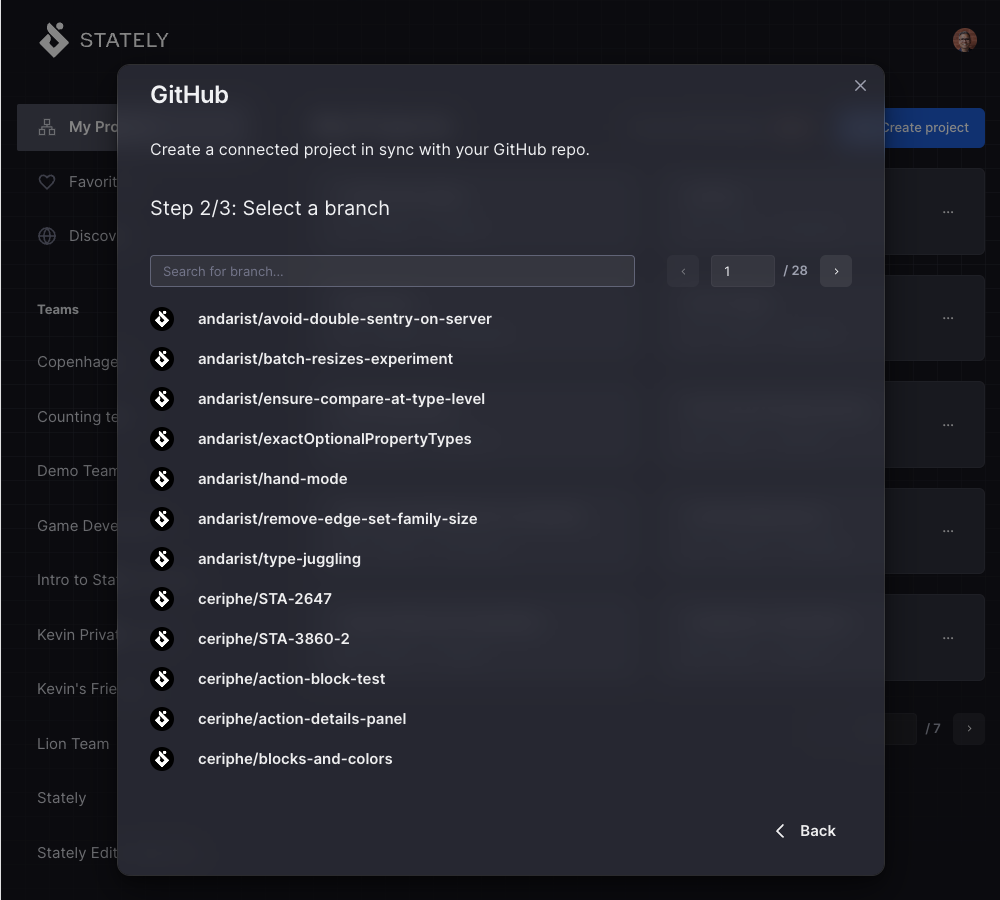 STATELY
GitHub
Create a connected project in sync with your GitHub repo.
Step 2/3: Select a branch
Search for branch...
1 / 28
andarist/avoid-double-sentry-on-server
andarist/batch-resizes-experiment
andarist/ensure-compare-at-type-level
andarist/exactOptionalPropertyTypes
andarist/hand-mode
andarist/remove-edge-set-family-size
andarist/type-juggling
ceriphe/STA-2647
ceriphe/STA-3860-2
ceriphe/action-block-test
ceriphe/action-details-panel
ceriphe/blocks-and-colors
Back
My Pro
Favorit
Discov
Teams
Copenhage
Counting te
Demo Team
Game Deve
Intro to Sta
Kevin Privat
Kevin's Frie
Lion Team
Stately
Stately Edit
Create project
...
...
...
...
...
/ 7